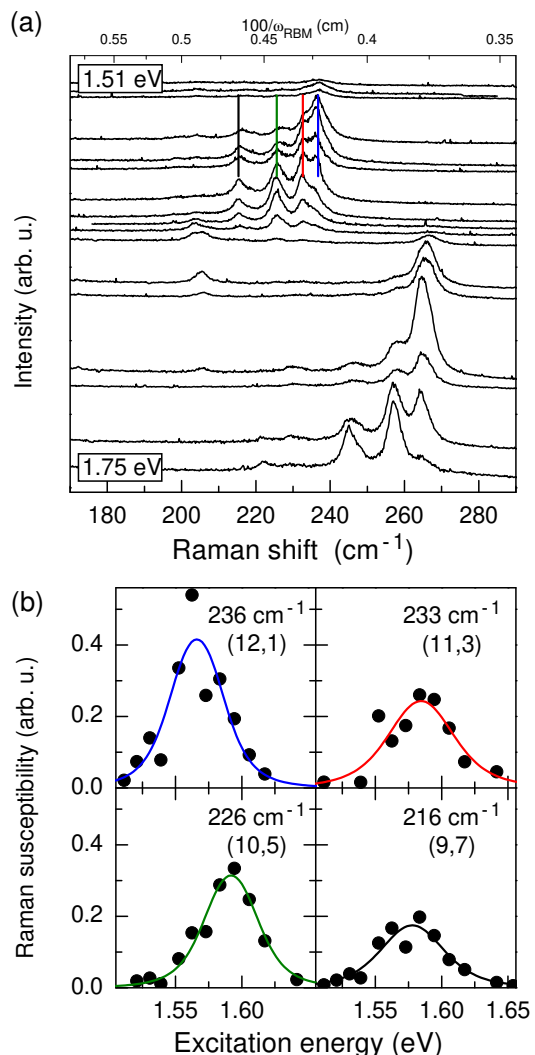 (a)
100/ωRBM (cm)
0.55 0.5 0.45 0.4 0.35
1.51 eV
Intensity (arb. u.)
1.75 eV
180 200 220 240 260 280
Raman shift (cm⁻¹)
(b)
236 cm⁻¹
(12,1)
233 cm⁻¹
(11,3)
0.4
0.2
0.0
226 cm⁻¹
(10,5)
216 cm⁻¹
(9,7)
0.4
0.2
0.0
Raman susceptibility (arb. u.)
1.55 1.60 1.55 1.60 1.65
Excitation energy (eV)